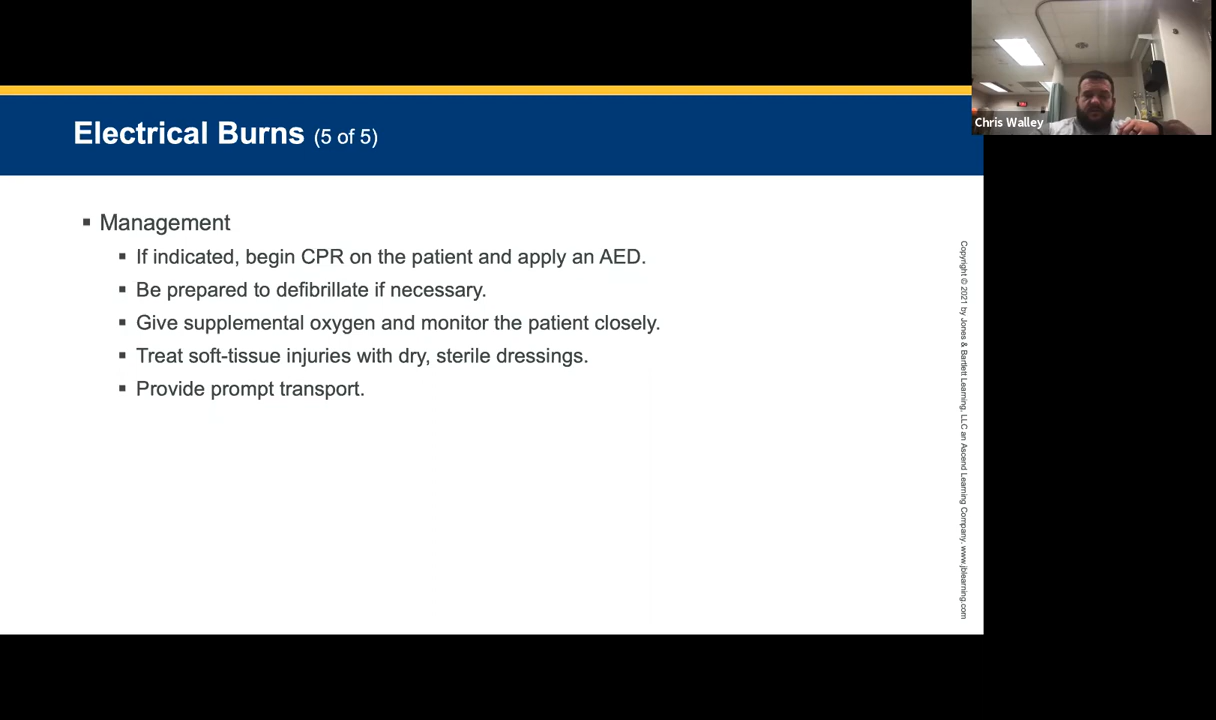 Electrical Burns (5 of 5)
Chris Walley
▪ Management
▪ If indicated, begin CPR on the patient and apply an AED.
▪ Be prepared to defibrillate if necessary.
▪ Give supplemental oxygen and monitor the patient closely.
▪ Treat soft-tissue injuries with dry, sterile dressings.
▪ Provide prompt transport.
Copyright © 2021 by Jones & Bartlett Learning, LLC an Ascend Learning Company. www.jblearning.com